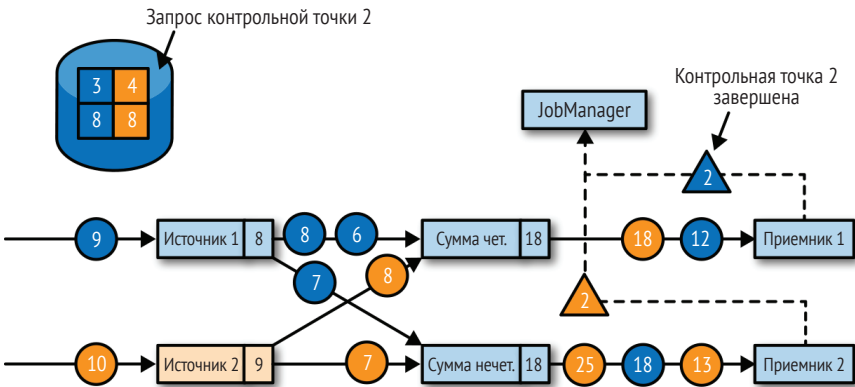 Запрос контрольной точки 2
3 4
8 8
Контрольная точка 2
завершена
JobManager
2
9 Источник 1 8 8 6 Сумма чет. 18 18 12 Приемник 1
7 8 2
10 Источник 2 9 7 Сумма нечет. 18 25 18 13 Приемник 2